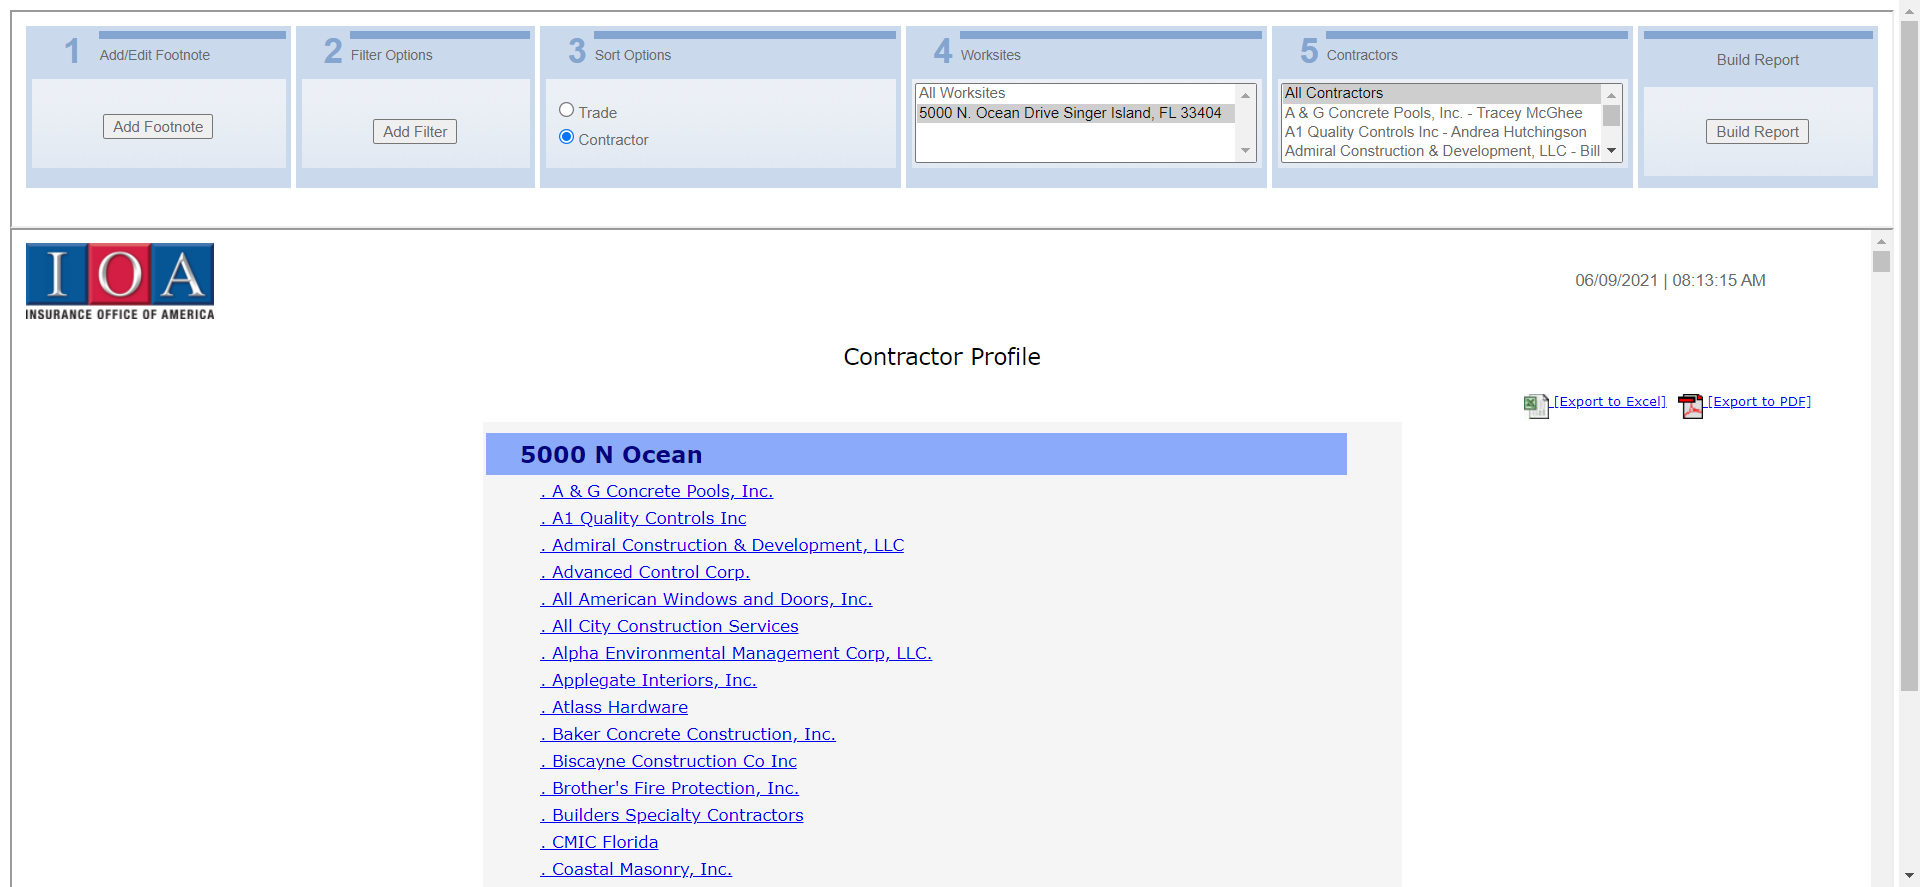 1 Add/Edit Footnote
Add Footnote
2 Filter Options
Add Filter
3 Sort Options
Trade
Contractor
4 Worksites
All Worksites
5000 N. Ocean Drive Singer Island, FL 33404
5 Contractors
All Contractors
A & G Concrete Pools, Inc. - Tracey McGhee
A1 Quality Controls Inc - Andrea Hutchingson
Admiral Construction & Development, LLC - Bill
Build Report
Build Report
IOA
INSURANCE OFFICE OF AMERICA
06/09/2021 | 08:13:15 AM
Contractor Profile
[Export to Excel] [Export to PDF]
5000 N Ocean
. A & G Concrete Pools, Inc.
. A1 Quality Controls Inc
. Admiral Construction & Development, LLC
. Advanced Control Corp.
. All American Windows and Doors, Inc.
. All City Construction Services
. Alpha Environmental Management Corp, LLC.
. Applegate Interiors, Inc.
. Atlass Hardware
. Baker Concrete Construction, Inc.
. Biscayne Construction Co Inc
. Brother's Fire Protection, Inc.
. Builders Specialty Contractors
. CMIC Florida
. Coastal Masonry, Inc.